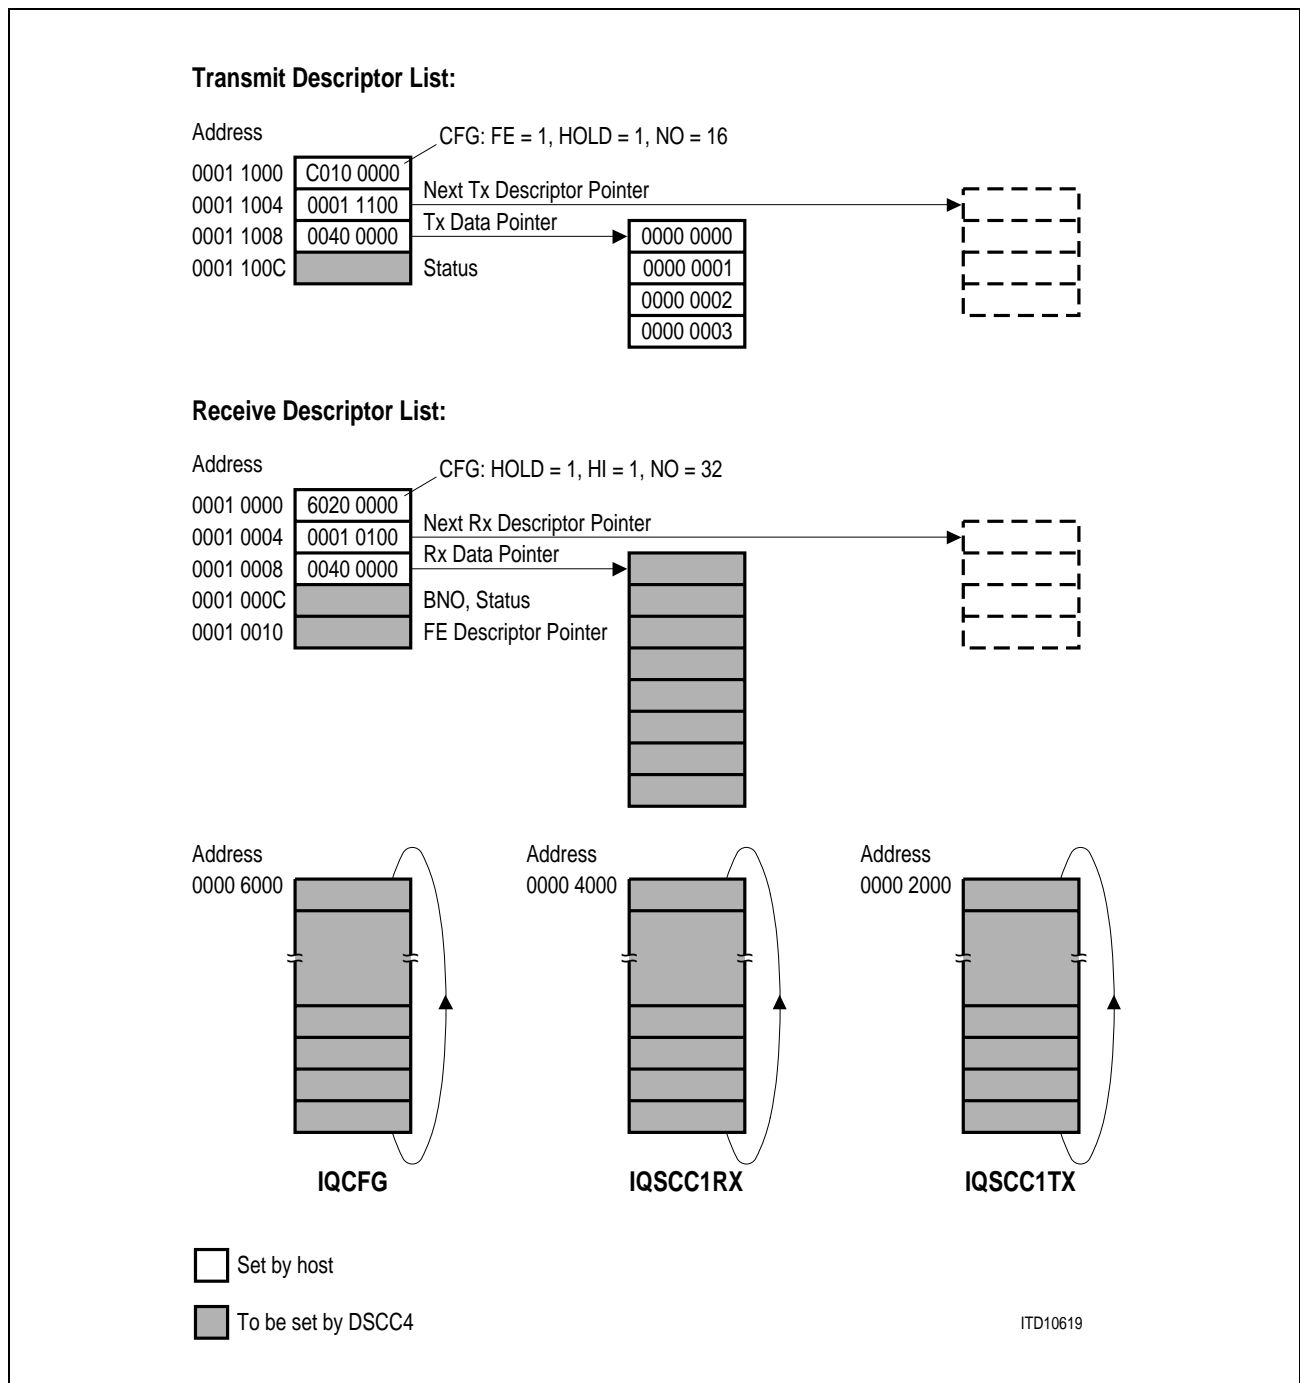 Transmit Descriptor List:
Address
CFG: FE = 1, HOLD = 1, NO = 16
0001 1000 C010 0000
0001 1004 0001 1100 Next Tx Descriptor Pointer
0001 1008 0040 0000 Tx Data Pointer 0000 0000
0001 100C Status 0000 0001
0000 0002
0000 0003
Receive Descriptor List:
Address
CFG: HOLD = 1, HI = 1, NO = 32
0001 0000 6020 0000
0001 0004 0001 0100 Next Rx Descriptor Pointer
0001 0008 0040 0000 Rx Data Pointer
0001 000C BNO, Status
0001 0010 FE Descriptor Pointer
Address Address Address
0000 6000 0000 4000 0000 2000
IQCFG IQSCC1RX IQSCC1TX
Set by host
To be set by DSCC4 ITD10619